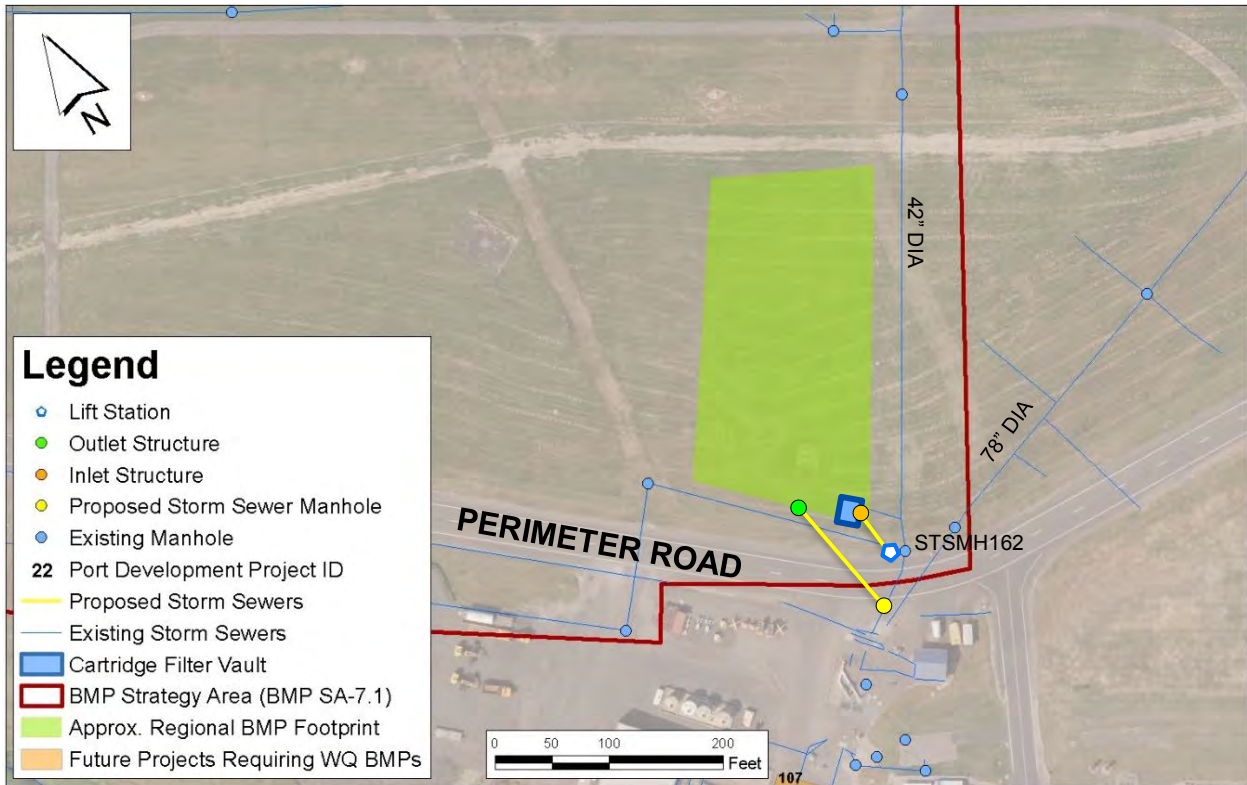 N
42” DIA
78” DIA
Legend
Lift Station
Outlet Structure
Inlet Structure
Proposed Storm Sewer Manhole
Existing Manhole
22 Port Development Project ID
Proposed Storm Sewers
Existing Storm Sewers
Cartridge Filter Vault
BMP Strategy Area (BMP SA-7.1)
Approx. Regional BMP Footprint
Future Projects Requiring WQ BMPs
PERIMETER ROAD
STSMH162
0 50 100 200
Feet
107